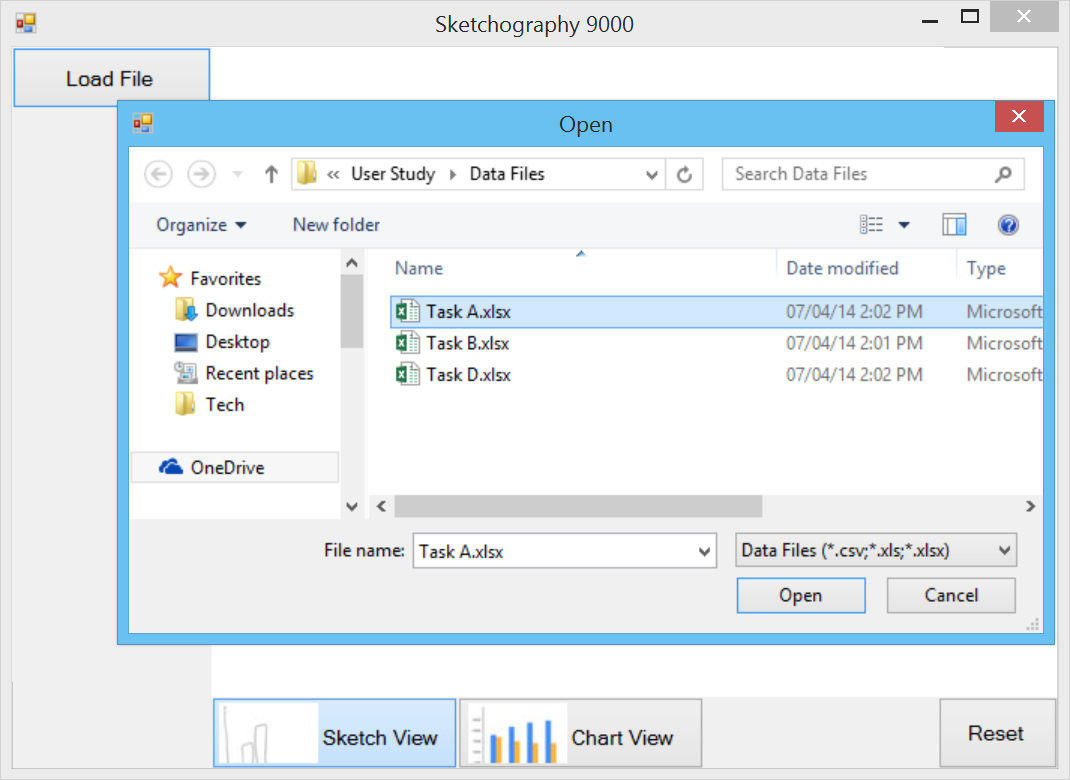 Sketchography 9000
Load File
Open
« User Study Data Files
Search Data Files
Organize
New folder
Name Date modified Type
Favorites
Downloads
Desktop
Recent places
Tech
OneDrive
Task A.xlsx 07/04/14 2:02 PM Microsoft
Task B.xlsx 07/04/14 2:01 PM Microsoft
Task D.xlsx 07/04/14 2:02 PM Microsoft
File name: Task A.xlsx Data Files (*.csv;*.xls;*.xlsx)
Open Cancel
Sketch View Chart View Reset